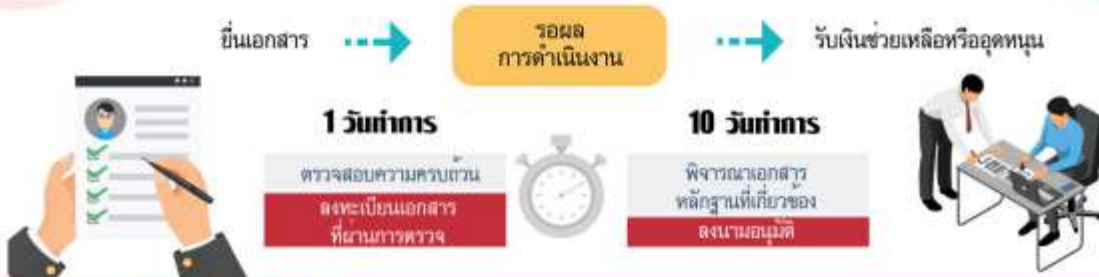 ยื่นเอกสาร
รอผล
การดำเนินงาน
รับเงินช่วยเหลือหรืออุดหนุน
1 วันทำการ
ตรวจสอบความครบถ้วน
ลงทะเบียนเอกสาร
ที่ผ่านการตรวจ
10 วันทำการ
พิจารณาเอกสาร
หลักฐานที่เกี่ยวข้อง
ลงนามอนุมัติ